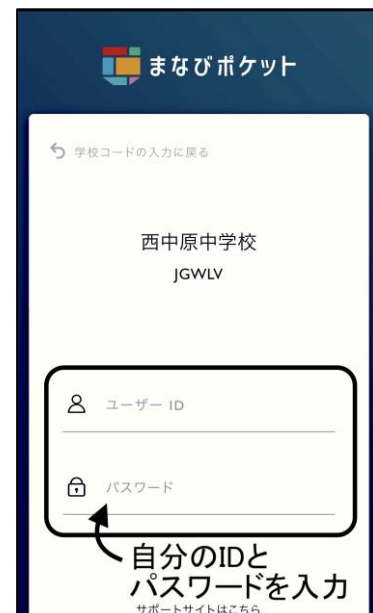 まなびポケット
学校コードの入力に戻る
西中原中学校
JGWLV
ユーザー ID
パスワード
自分のIDと
パスワードを入力
サポートサイトはこちら